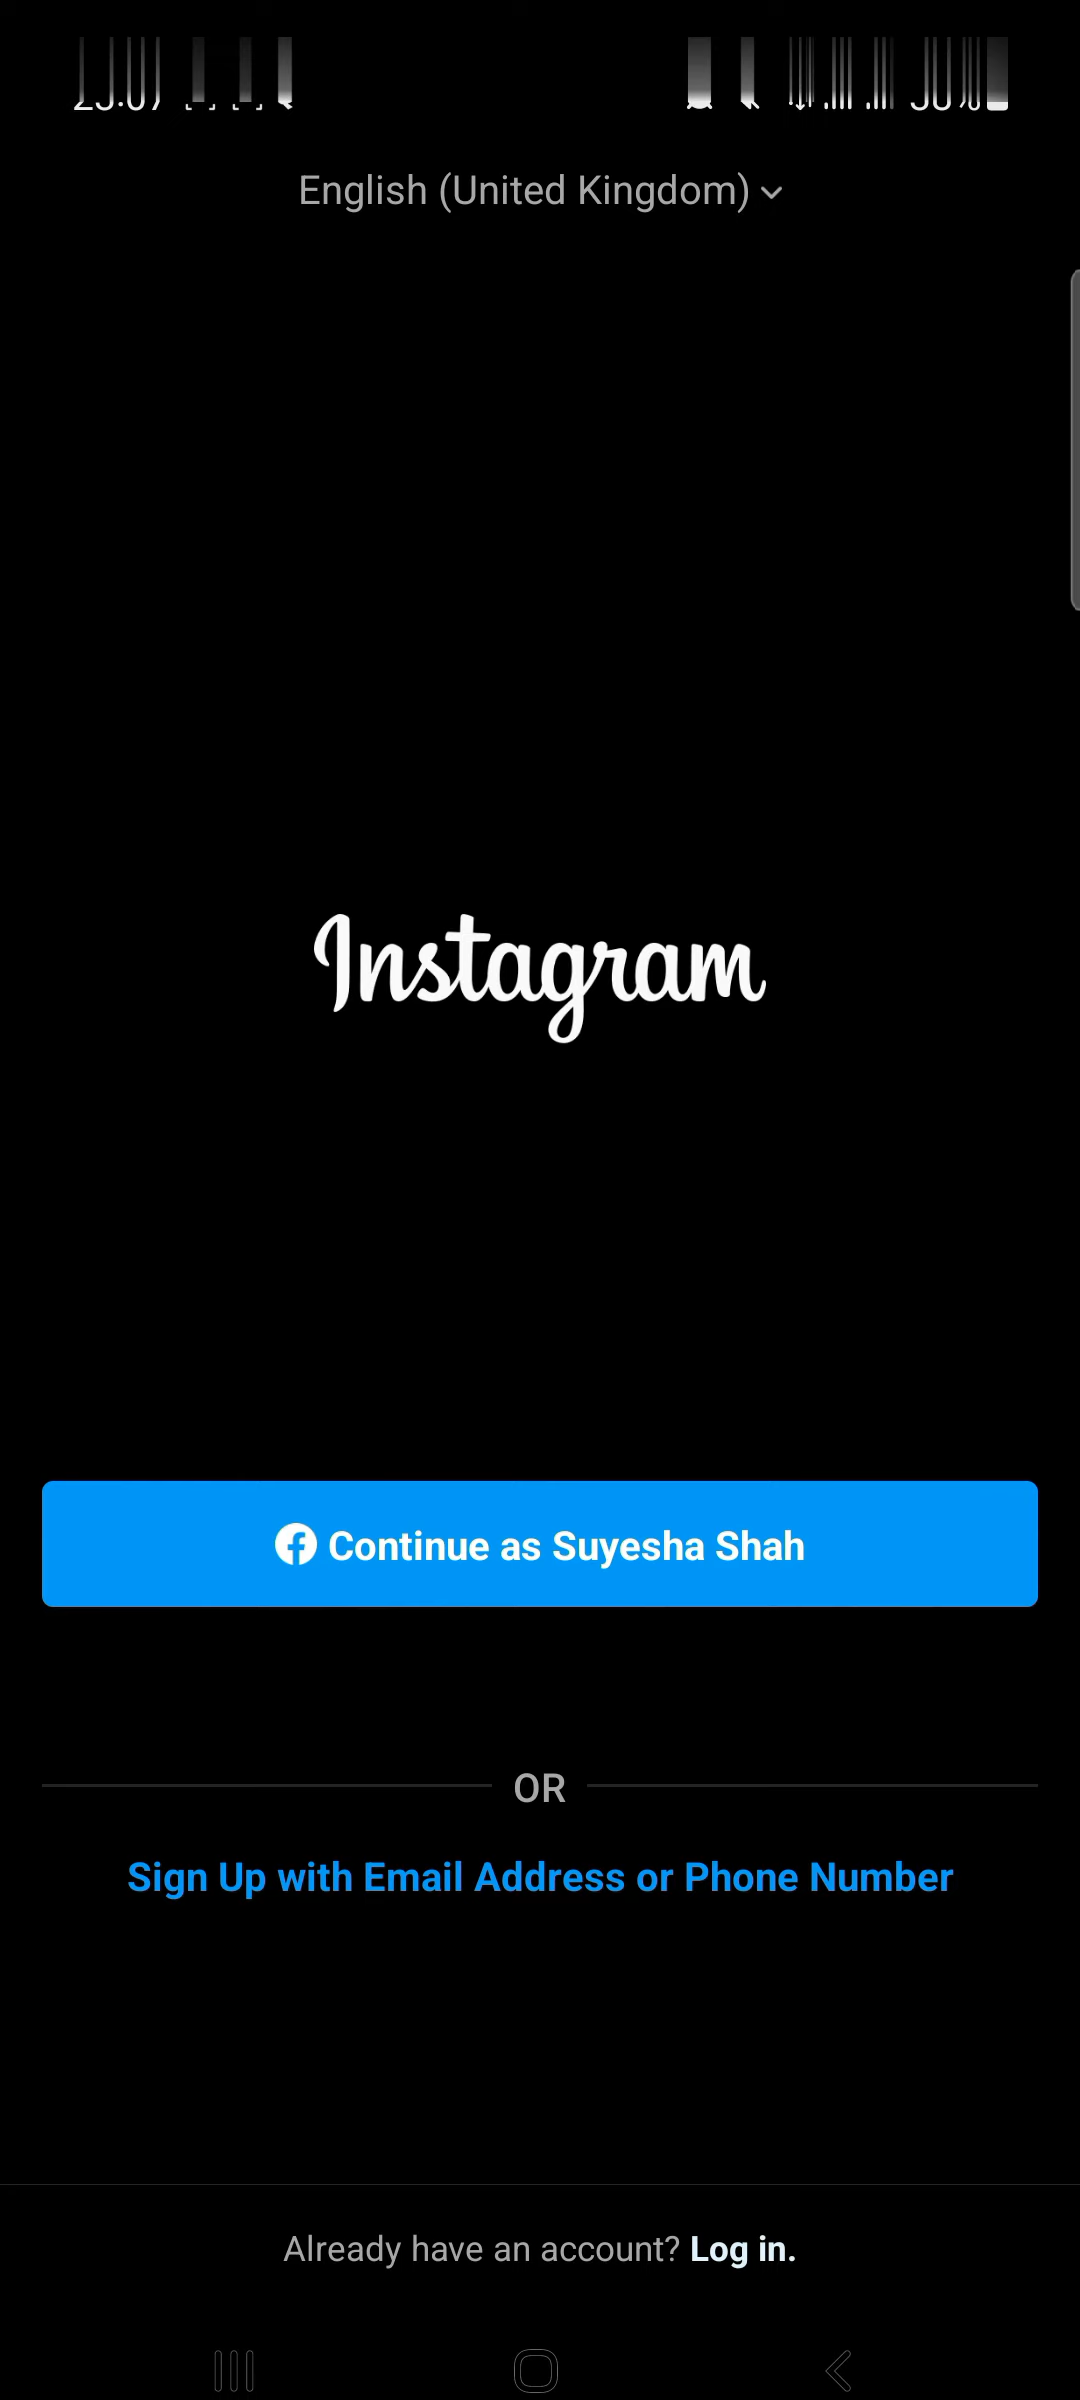 English (United Kingdom)
Instagram
Continue as Suyesha Shah
OR
Sign Up with Email Address or Phone Number
Already have an account? Log in.